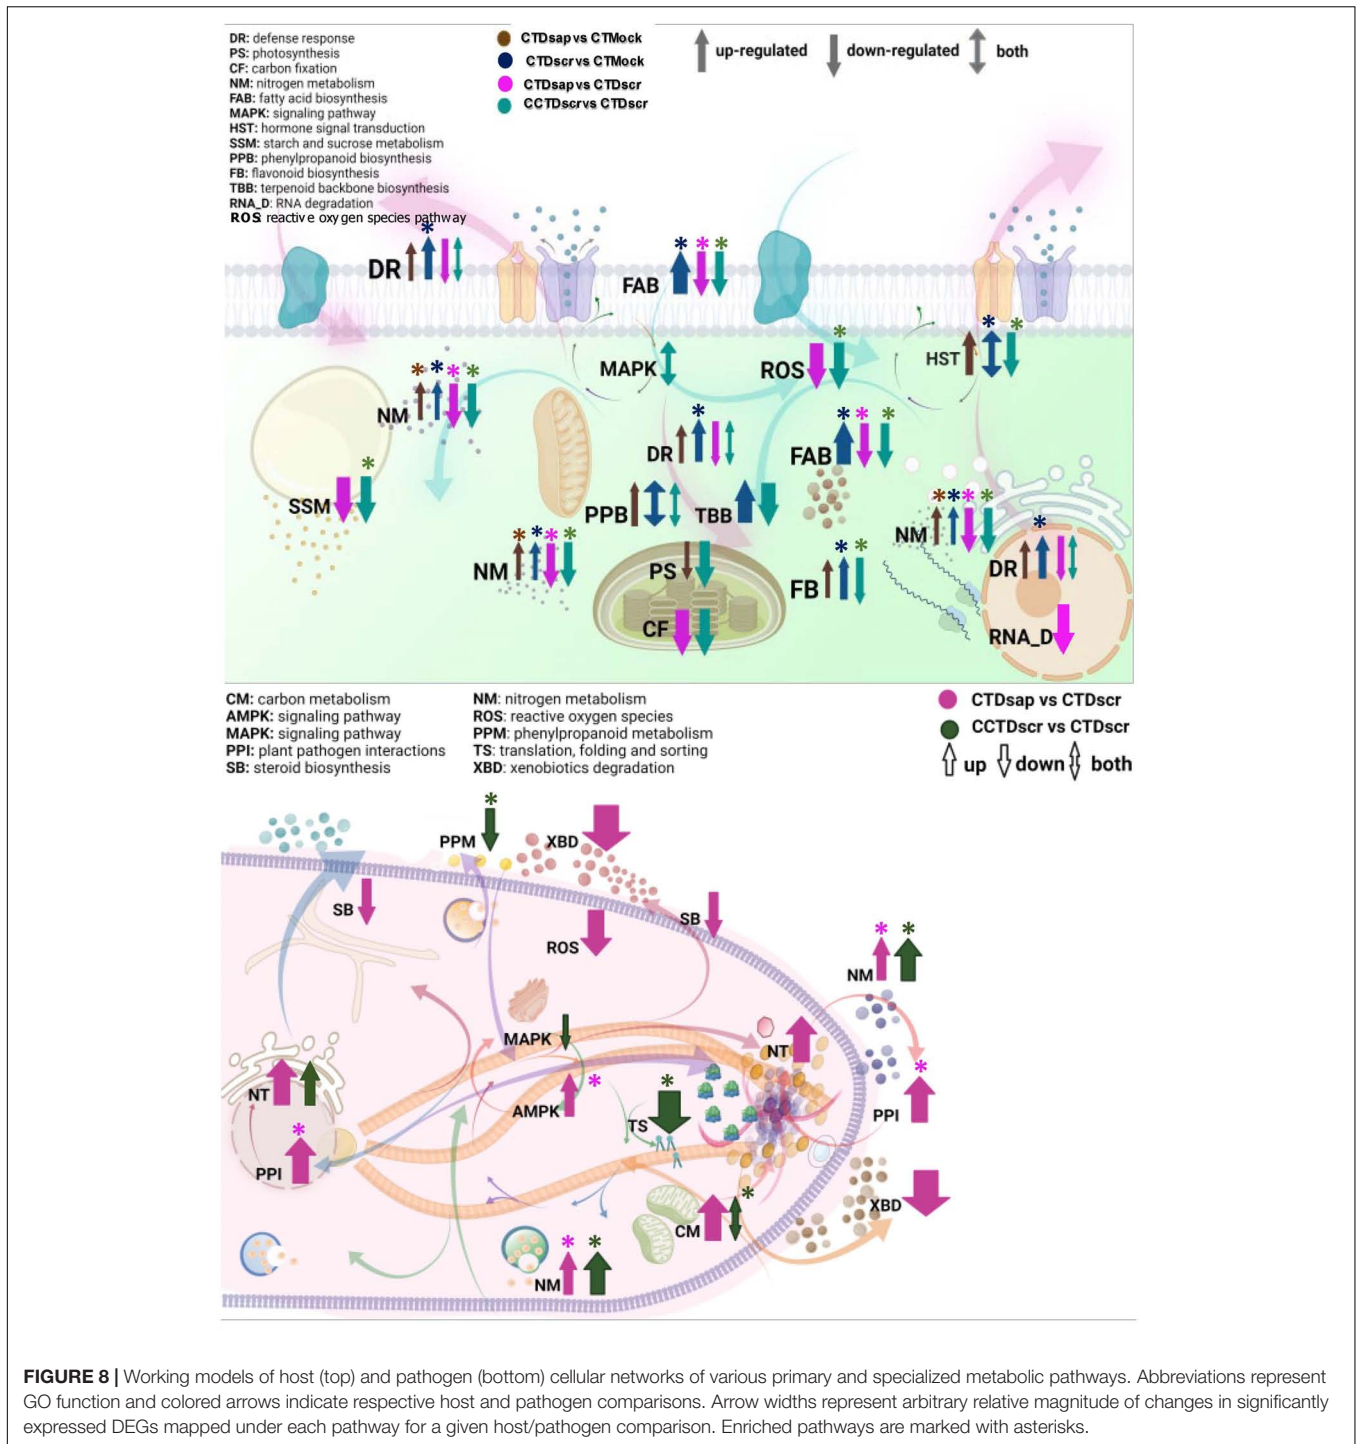 DR: defense response
PS: photosynthesis
CF: carbon fixation
NM: nitrogen metabolism
FAB: fatty acid biosynthesis
MAPK: signaling pathway
HST: hormone signal transduction
SSM: starch and sucrose metabolism
PPB: phenylpropanoid biosynthesis
FB: flavonoid biosynthesis
TBB: terpenoid backbone biosynthesis
RNA_D: RNA degradation
ROS: reactive oxygen species pathway
CTDsap vs CTMock
CTDscr vs CTMock
CTDsap vs CTDscr
CCTDscr vs CTDscr
up-regulated
down-regulated
both
DR
*
FAB
* * *
MAPK
ROS
*
HST
* *
NM
* * * *
SSM
*
DR
*
FAB
* * *
PPB
TBB
NM
* * * *
NM
* * * *
PS
FB
* *
DR
*
CF
RNA_D
CM: carbon metabolism
AMPK: signaling pathway
MAPK: signaling pathway
PPI: plant pathogen interactions
SB: steroid biosynthesis
NM: nitrogen metabolism
ROS: reactive oxygen species
PPM: phenylpropanoid metabolism
TS: translation, folding and sorting
XBD: xenobiotics degradation
CTDsap vs CTDscr
CCTDscr vs CTDscr
up down both
PPM
*
XBD
SB
SB
ROS
NM
* *
MAPK
NT
NT
AMPK
*
TS
*
PPI
*
PPI
*
XBD
CM
*
NM
* *
FIGURE 8 | Working models of host (top) and pathogen (bottom) cellular networks of various primary and specialized metabolic pathways. Abbreviations represent
GO function and colored arrows indicate respective host and pathogen comparisons. Arrow widths represent arbitrary relative magnitude of changes in significantly
expressed DEGs mapped under each pathway for a given host/pathogen comparison. Enriched pathways are marked with asterisks.